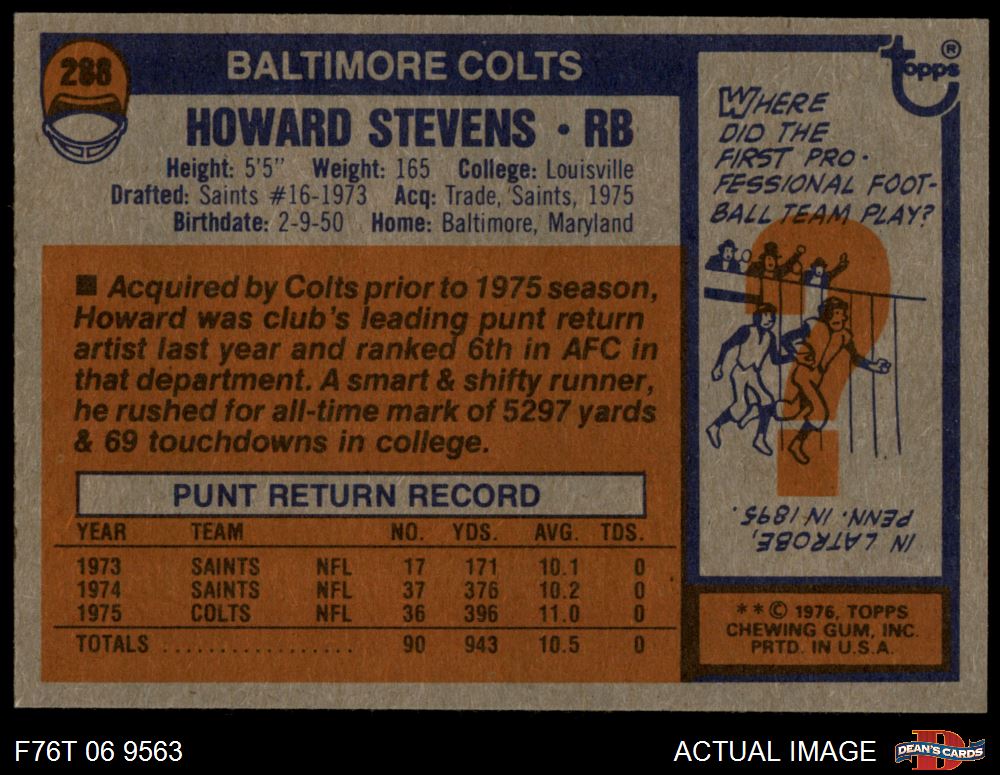 288
BALTIMORE COLTS
HOWARD STEVENS • RB
Height: 5'5" Weight: 165 College: Louisville
Drafted: Saints #16-1973 Acq: Trade, Saints, 1975
Birthdate: 2-9-50 Home: Baltimore, Maryland
■ Acquired by Colts prior to 1975 season,
Howard was club's leading punt return
artist last year and ranked 6th in AFC in
that department. A smart & shifty runner,
he rushed for all-time mark of 5297 yards
& 69 touchdowns in college.
PUNT RETURN RECORD
YEAR TEAM NO. YDS. AVG. TDS.
1973 SAINTS NFL 17 171 10.1 0
1974 SAINTS NFL 37 376 10.2 0
1975 COLTS NFL 36 396 11.0 0
TOTALS ................. 90 943 10.5 0
topps ®
WHERE
DID THE
FIRST PRO-
FESSIONAL FOOT-
BALL TEAM PLAY?
?
IN LATROBE,
PENN. IN 1895.
**© 1976, TOPPS
CHEWING GUM, INC.
PRTD. IN U.S.A.
F76T 06 9563
ACTUAL IMAGE
D
DEAN'S CARDS